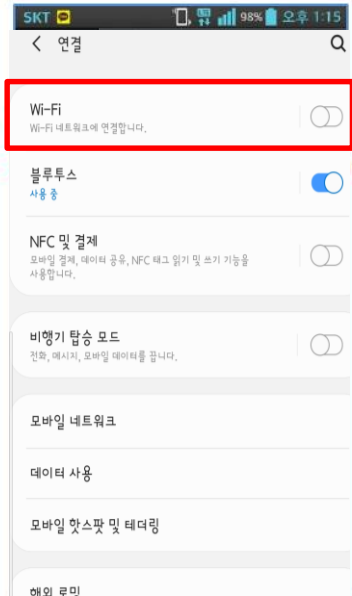 SKT 98% 오후 1:15
연결
Wi-Fi
Wi-Fi 네트워크에 연결합니다.
블루투스
사용 중
NFC 및 결제
모바일 결제, 데이터 공유, NFC 태그 읽기 및 쓰기 기능을
사용합니다.
비행기 탑승 모드
전화, 메시지, 모바일 데이터를 끕니다.
모바일 네트워크
데이터 사용
모바일 핫스팟 및 테더링
해외 로밍